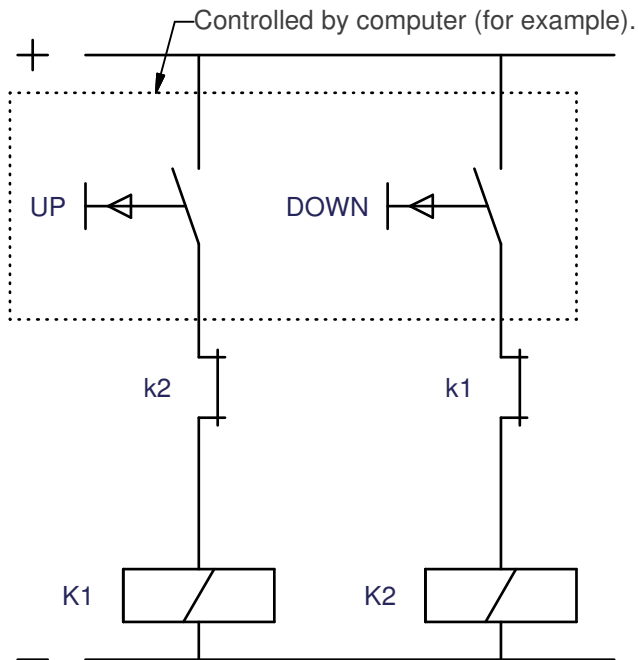 Controlled by computer (for example).
+
UP
DOWN
k2
k1
K1
K2
−